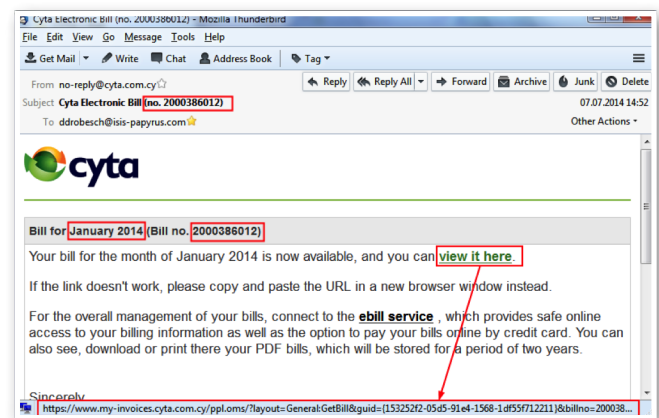 Cyta Electronic Bill (no. 2000386012) - Mozilla Thunderbird
File Edit View Go Message Tools Help
Get Mail Write Chat Address Book Tag
From no-reply@cyta.com.cy Reply Reply All Forward Archive Junk Delete
Subject Cyta Electronic Bill (no. 2000386012) 07.07.2014 14:52
To ddrobesch@isis-papyrus.com Other Actions
cyta
Bill for January 2014 (Bill no. 2000386012)
Your bill for the month of January 2014 is now available, and you can view it here.
If the link doesn't work, please copy and paste the URL in a new browser window instead.
For the overall management of your bills, connect to the ebill service , which provides safe online
access to your billing information as well as the option to pay your bills online by credit card. You can
also see, download or print there your PDF bills, which will be stored for a period of two years.
Sincerely
https://www.my-invoices.cyta.com.cy/ppl.oms/?layout=General:GetBill&guid={153252f2-05d5-91e4-1568-1df55f712211}&billno=200038...